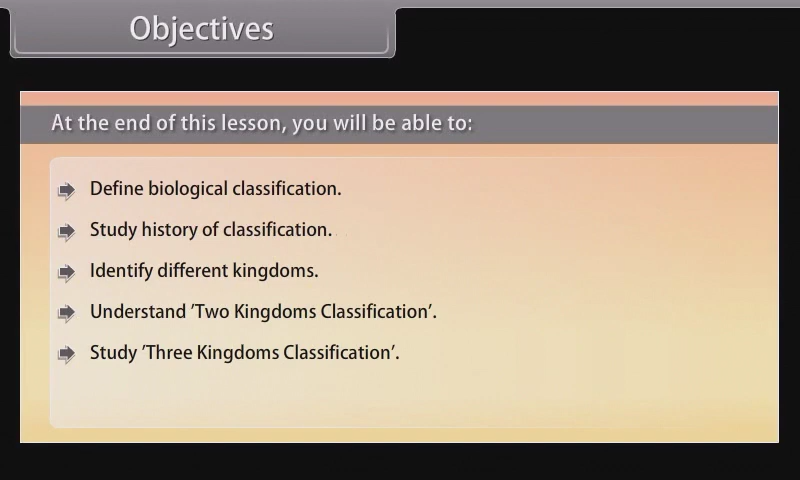 Objectives
At the end of this lesson, you will be able to:
Define biological classification.
Study history of classification.
Identify different kingdoms.
Understand 'Two Kingdoms Classification'.
Study 'Three Kingdoms Classification'.